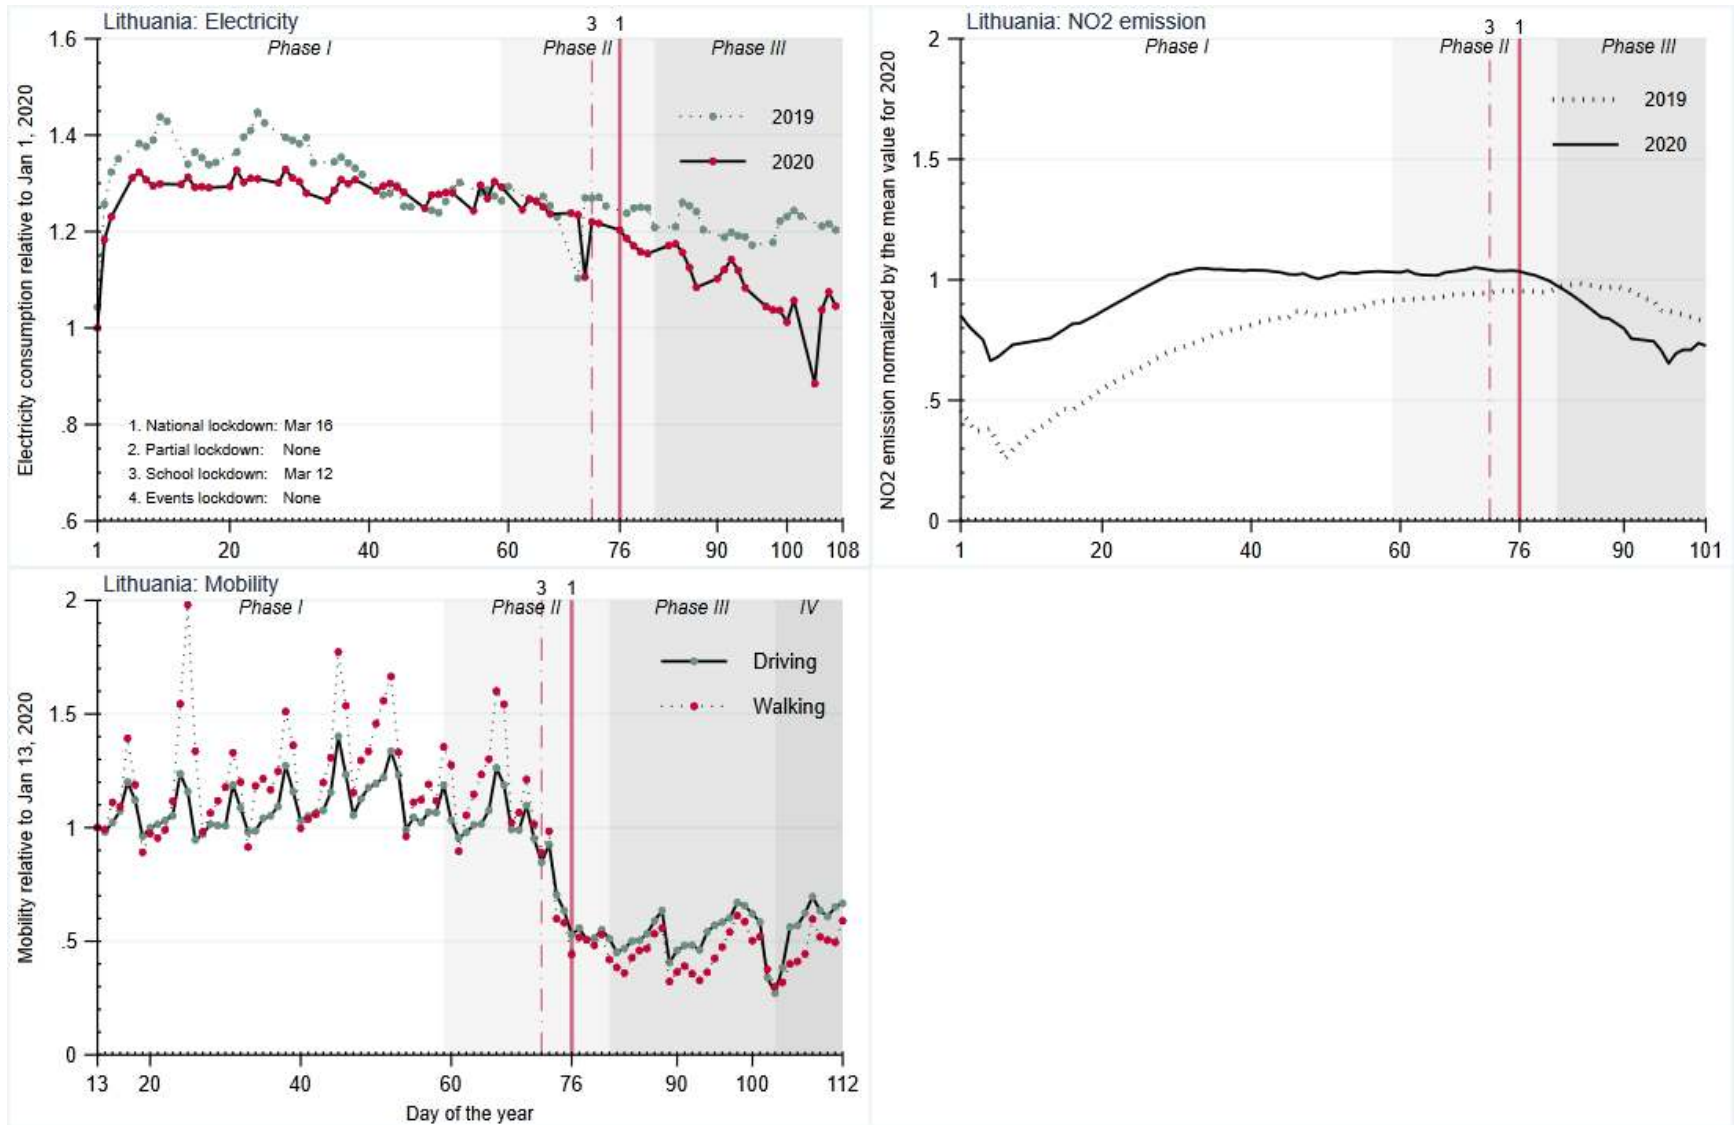 Lithuania: Electricity
3 1
Phase I
Phase II
Phase III
Electricity consumption relative to Jan 1, 2020
1.6
1.4
1.2
1
.8
.6
2019
2020
1. National lockdown: Mar 16
2. Partial lockdown: None
3. School lockdown: Mar 12
4. Events lockdown: None
1 20 40 60 76 90 100 108
Lithuania: NO2 emission
3 1
Phase I
Phase II
Phase III
NO2 emission normalized by the mean value for 2020
2
1.5
1
.5
0
2019
2020
1 20 40 60 76 90 101
Lithuania: Mobility
3 1
Phase I
Phase II
Phase III
IV
Mobility relative to Jan 13, 2020
2
1.5
1
.5
0
Driving
Walking
13 20 40 60 76 90 100 112
Day of the year